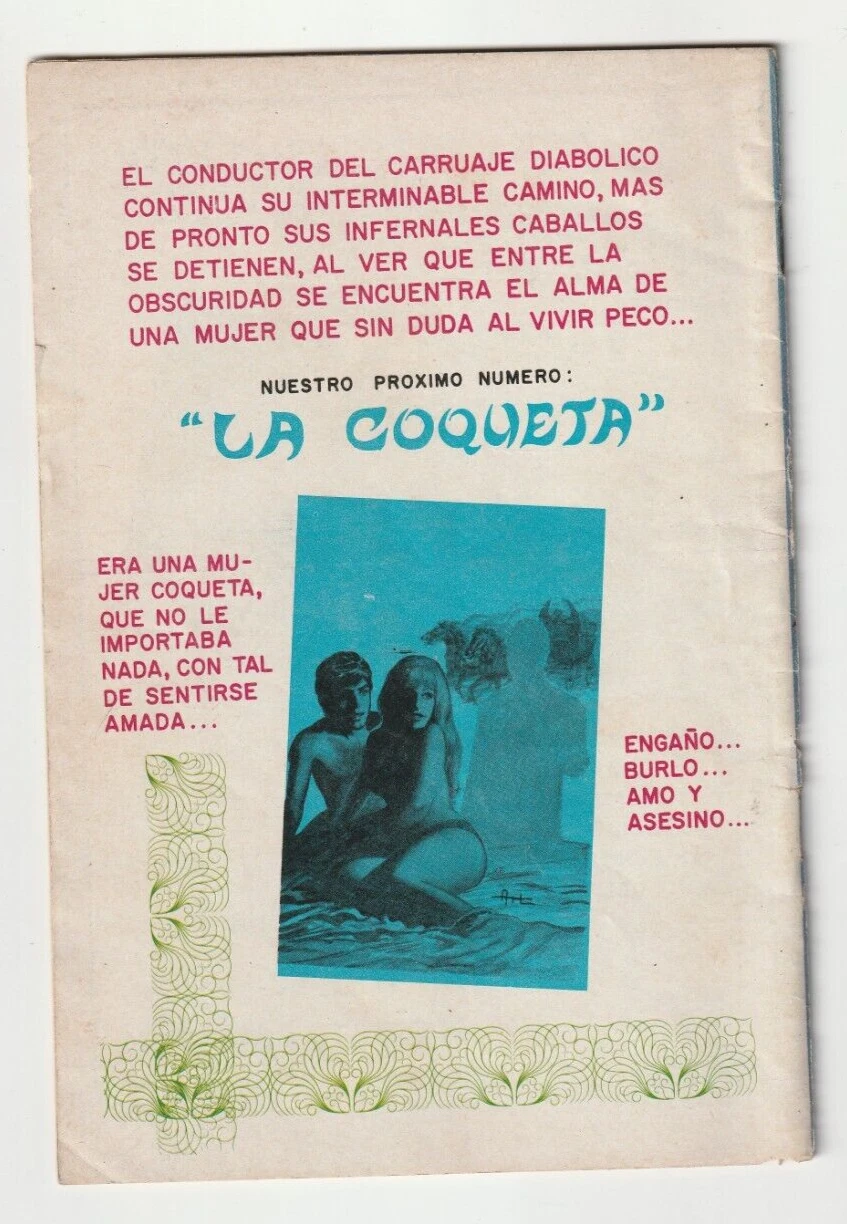 EL CONDUCTOR DEL CARRUAJE DIABOLICO
CONTINUA SU INTERMINABLE CAMINO, MAS
DE PRONTO SUS INFERNALES CABALLOS
SE DETIENEN, AL VER QUE ENTRE LA
OBSCURIDAD SE ENCUENTRA EL ALMA DE
UNA MUJER QUE SIN DUDA AL VIVIR PECO...
NUESTRO PROXIMO NUMERO:
"LA COQUETA"
ERA UNA MU-
JER COQUETA,
QUE NO LE
IMPORTABA
NADA, CON TAL
DE SENTIRSE
AMADA...
ENGAÑO...
BURLO...
AMO Y
ASESINO...